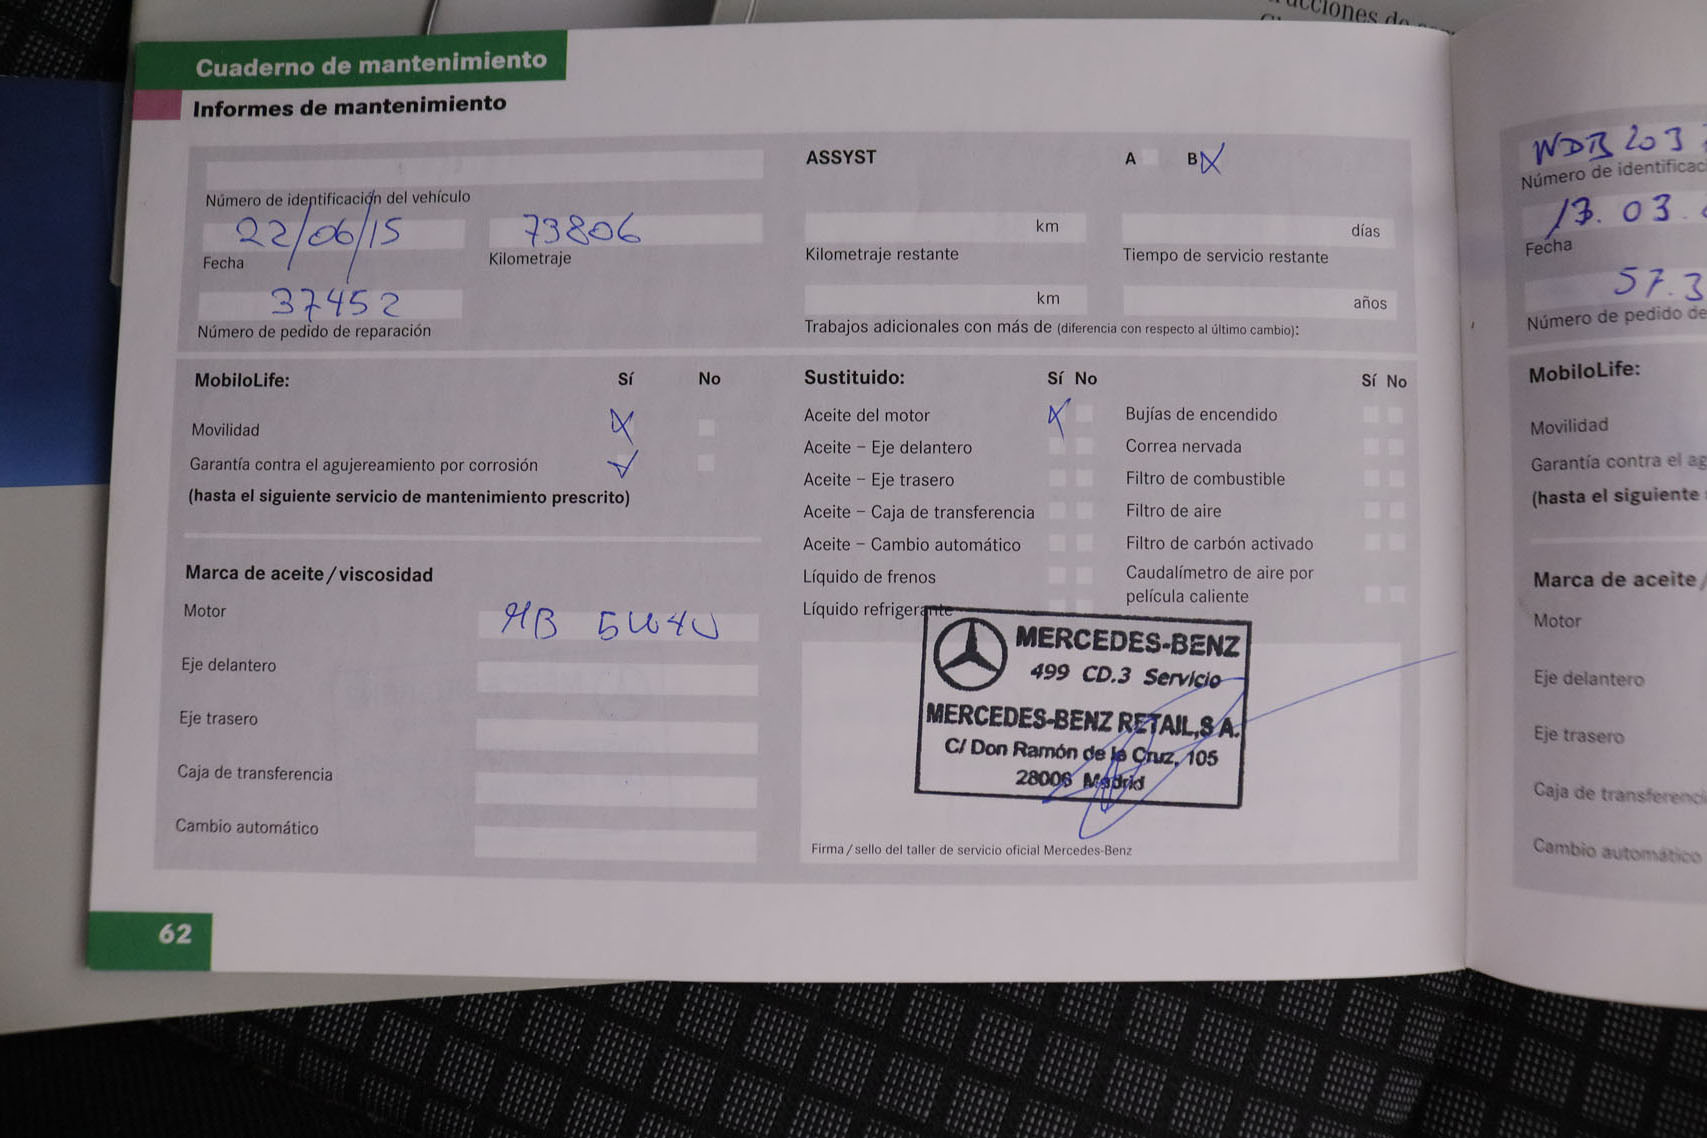 rucciones de
Cuaderno de mantenimiento
Informes de mantenimiento
ASSYST A B X
Número de identificación del vehículo
22/06/15 73806 km días
Fecha Kilometraje Kilometraje restante Tiempo de servicio restante
37452 km años
Número de pedido de reparación Trabajos adicionales con más de (diferencia con respecto al último cambio):
MobiloLife: Sí No
Movilidad X
Garantía contra el agujereamiento por corrosión
(hasta el siguiente servicio de mantenimiento prescrito)
Marca de aceite / viscosidad
Motor MB 5W40
Eje delantero
Eje trasero
Caja de transferencia
Cambio automático
Sustituido: Sí No Sí No
Aceite del motor X Bujías de encendido
Aceite – Eje delantero Correa nervada
Aceite – Eje trasero Filtro de combustible
Aceite – Caja de transferencia Filtro de aire
Aceite – Cambio automático Filtro de carbón activado
Líquido de frenos Caudalímetro de aire por
película caliente
Líquido refrigerante
MERCEDES-BENZ
499 CD.3 Servicio
MERCEDES-BENZ RETAIL,S A.
C/ Don Ramón de la Cruz, 105
28006 Madrid
Firma / sello del taller de servicio oficial Mercedes-Benz
62
WDB 203
Número de identificac
13. 03.
Fecha
57.3
Número de pedido de
MobiloLife:
Movilidad
Garantía contra el ag
(hasta el siguiente
Marca de aceite /
Motor
Eje delantero
Eje trasero
Caja de transferenci
Cambio automático